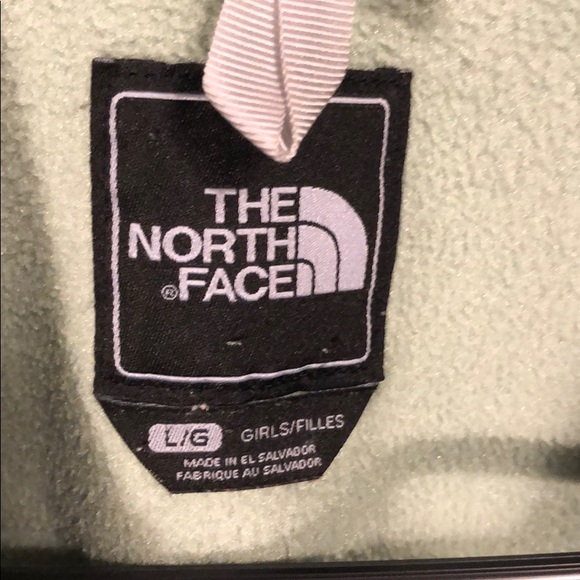 THE
NORTH
®FACE
L/G GIRLS/FILLES
MADE IN EL SALVADOR
FABRIQUE AU SALVADOR